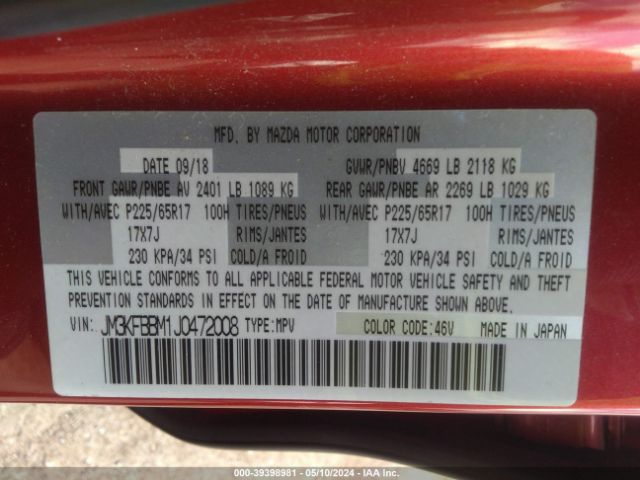 MFD. BY MAZDA MOTOR CORPORATION
DATE 09/18 GVWR/PNBV 4669 LB 2118 KG
FRONT GAWR/PNBE AV 2401 LB 1089 KG REAR GAWR/PNBE AR 2269 LB 1029 KG
WITH/AVEC P225/65R17 100H TIRES/PNEUS WITH/AVEC P225/65R17 100H TIRES/PNEUS
17X7J RIMS/JANTES 17X7J RIMS/JANTES
230 KPA/34 PSI COLD/A FROID 230 KPA/34 PSI COLD/A FROID
THIS VEHICLE CONFORMS TO ALL APPLICABLE FEDERAL MOTOR VEHICLE SAFETY AND THEFT
PREVENTION STANDARDS IN EFFECT ON THE DATE OF MANUFACTURE SHOWN ABOVE.
VIN: JM3KFBBM1J0472008 TYPE:MPV COLOR CODE:46V MADE IN JAPAN
000-39398981 - 05/10/2024 - IAA Inc.